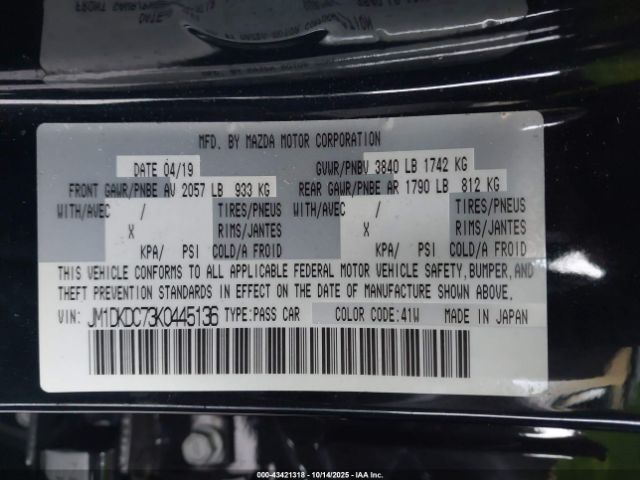 MFD. BY MAZDA MOTOR CORPORATION
DATE 04/19 GVWR/PNBV 3840 LB 1742 KG
FRONT GAWR/PNBE AV 2057 LB 933 KG REAR GAWR/PNBE AR 1790 LB 812 KG
WITH/AVEC / TIRES/PNEUS WITH/AVEC / TIRES/PNEUS
X RIMS/JANTES X RIMS/JANTES
KPA/ PSI COLD/A FROID KPA/ PSI COLD/A FROID
THIS VEHICLE CONFORMS TO ALL APPLICABLE FEDERAL MOTOR VEHICLE SAFETY, BUMPER, AND
THEFT PREVENTION STANDARDS IN EFFECT ON THE DATE OF MANUFACTURE SHOWN ABOVE.
VIN: JM1DKDC73K0445136 TYPE:PASS CAR COLOR CODE:41W MADE IN JAPAN
000-43421318 - 10/14/2025 - IAA Inc.